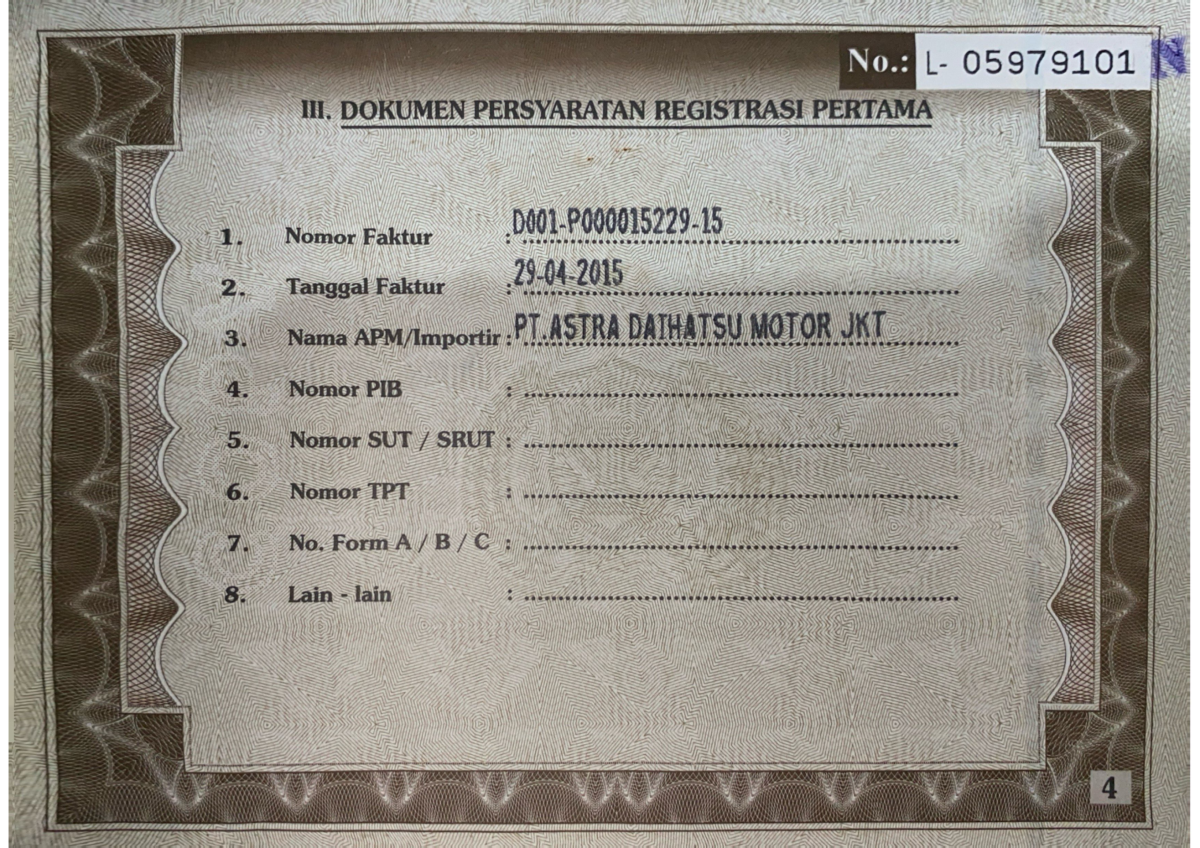 No.: L- 05979101 N
III. DOKUMEN PERSYARATAN REGISTRASI PERTAMA
1. Nomor Faktur : D001-P000015229-15
2. Tanggal Faktur : 29-04-2015
3. Nama APM/Importir : PT.ASTRA DAIHATSU MOTOR JKT
4. Nomor PIB :
5. Nomor SUT / SRUT :
6. Nomor TPT :
7. No. Form A / B / C :
8. Lain - lain :
4